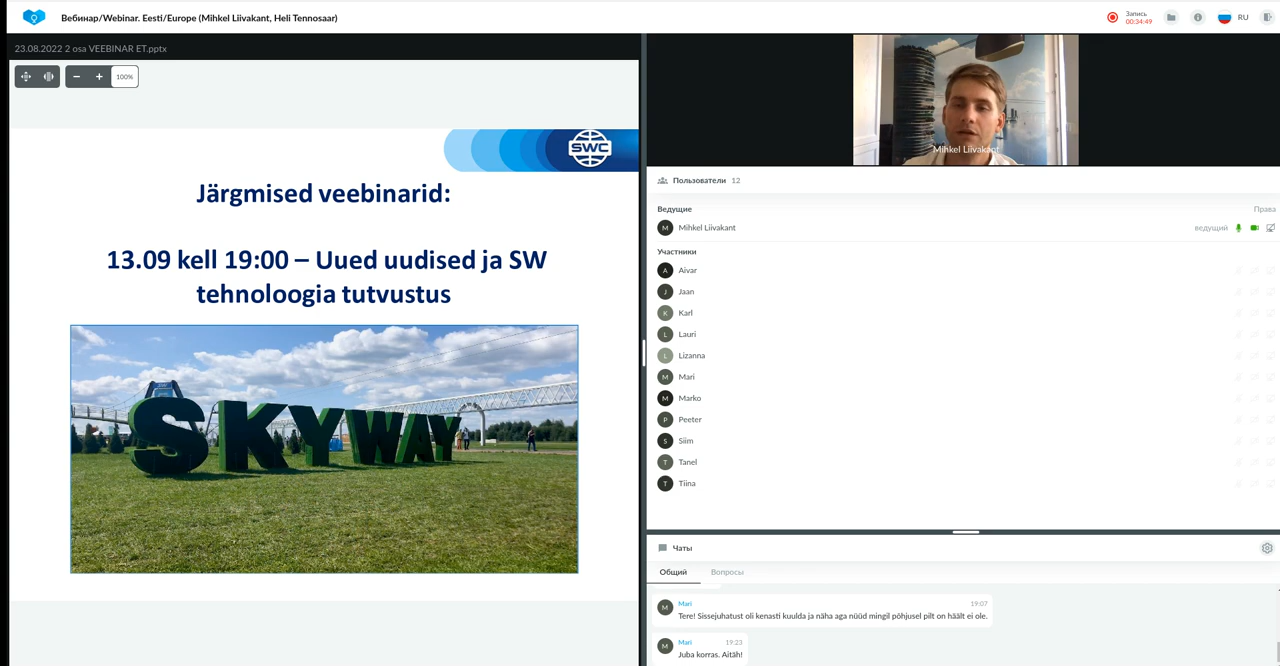 Вебинар/Webinar. Eesti/Europe (Mihkel Liivakant, Heli Tennosaar)
Запись
00:34:49
RU
23.08.2022 2 osa VEEBINAR ET.pptx
100%
SWC
Järgmised veebinarid:
13.09 kell 19:00 – Uued uudised ja SW
tehnoloogia tutvustus
SKYWAY
Mihkel Liivakant
Пользователи 12
Ведущие Права
M Mihkel Liivakant ведущий
Участники
A Aivar
J Jaan
K Karl
L Lauri
L Lizanna
M Mari
M Marko
P Peeter
S Siim
T Tanel
T Tiina
Чаты
Общий Вопросы
M Mari 19:07
Tere! Sissejuhatust oli kenasti kuulda ja näha aga nüüd mingil põhjusel pilt on häält ei ole.
M Mari 19:23
Juba korras. Aitäh!